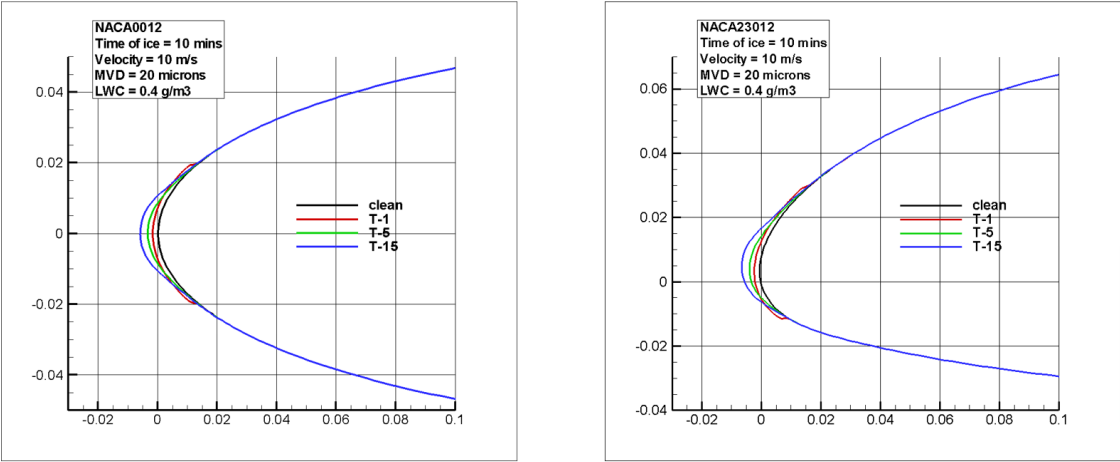 NACA0012
Time of ice = 10 mins
Velocity = 10 m/s
MVD = 20 microns
LWC = 0.4 g/m3
0.04
0.02
0
-0.02
-0.04
clean
T-1
T-5
T-15
-0.02 0 0.02 0.04 0.06 0.08 0.1
NACA23012
Time of ice = 10 mins
Velocity = 10 m/s
MVD = 20 microns
LWC = 0.4 g/m3
0.06
0.04
0.02
0
-0.02
-0.04
clean
T-1
T-5
T-15
-0.02 0 0.02 0.04 0.06 0.08 0.1